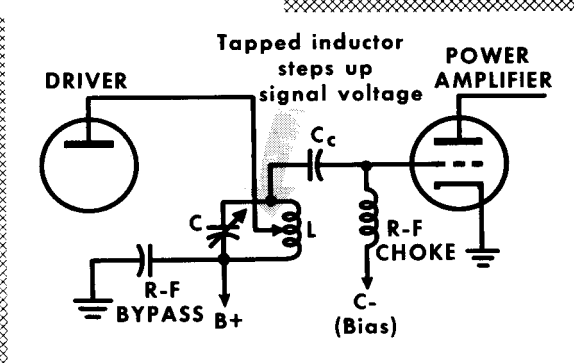 Tapped inductor
steps up
signal voltage
DRIVER
POWER
AMPLIFIER
Cc
C
L
R-F
CHOKE
R-F
BYPASS
B+
C-
(Bias)